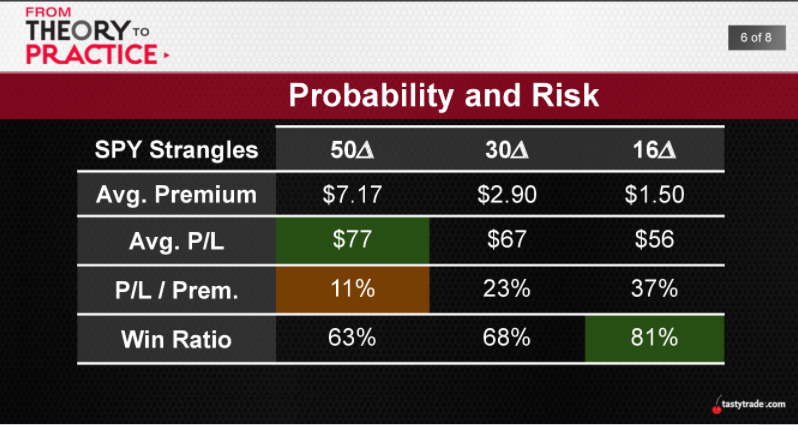 FROM
THEORY TO
PRACTICE
6 of 8
Probability and Risk
SPY Strangles 50Δ 30Δ 16Δ
Avg. Premium $7.17 $2.90 $1.50
Avg. P/L $77 $67 $56
P/L / Prem. 11% 23% 37%
Win Ratio 63% 68% 81%
tastytrade.com